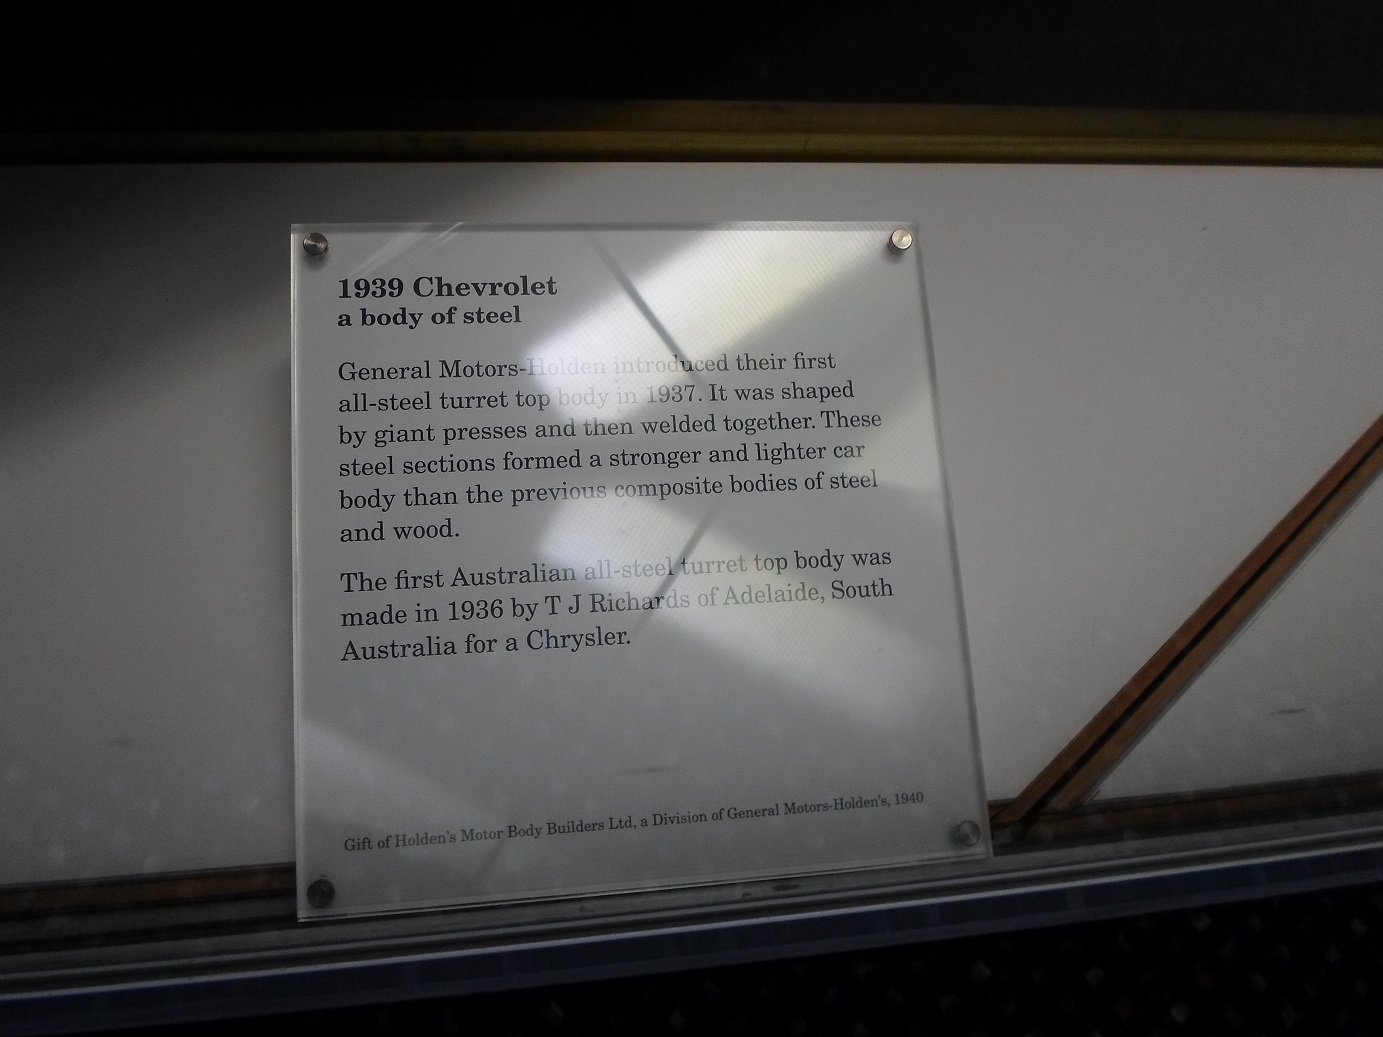 1939 Chevrolet
a body of steel
General Motors-Holden introduced their first
all-steel turret top body in 1937. It was shaped
by giant presses and then welded together. These
steel sections formed a stronger and lighter car
body than the previous composite bodies of steel
and wood.
The first Australian all-steel turret top body was
made in 1936 by T J Richards of Adelaide, South
Australia for a Chrysler.
Gift of Holden's Motor Body Builders Ltd, a Division of General Motors-Holden's, 1940